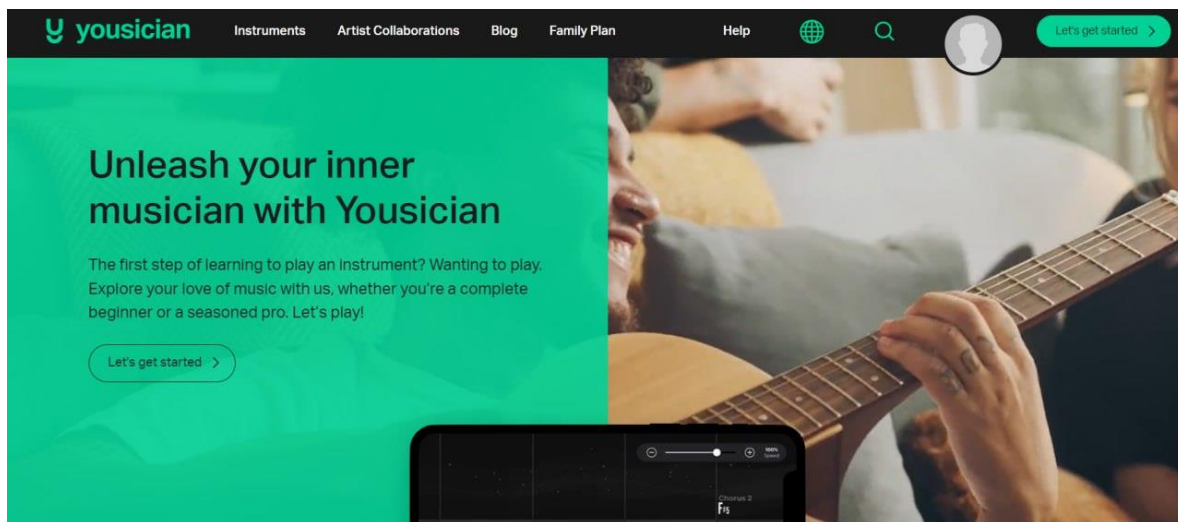 yousician
Instruments
Artist Collaborations
Blog
Family Plan
Help
Let's get started
Unleash your inner
musician with Yousician
The first step of learning to play an instrument? Wanting to play.
Explore your love of music with us, whether you're a complete
beginner or a seasoned pro. Let's play!
Let's get started
100%
Speed
Chorus 2
F#5